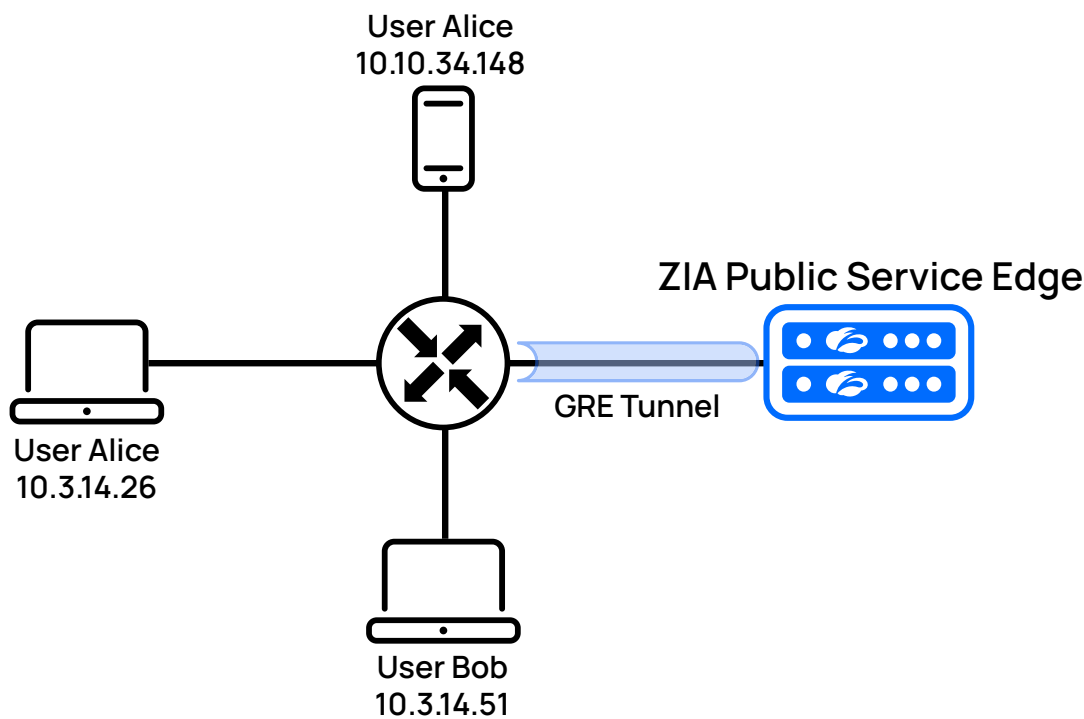 User Alice
10.10.34.148
ZIA Public Service Edge
GRE Tunnel
User Alice
10.3.14.26
User Bob
10.3.14.51